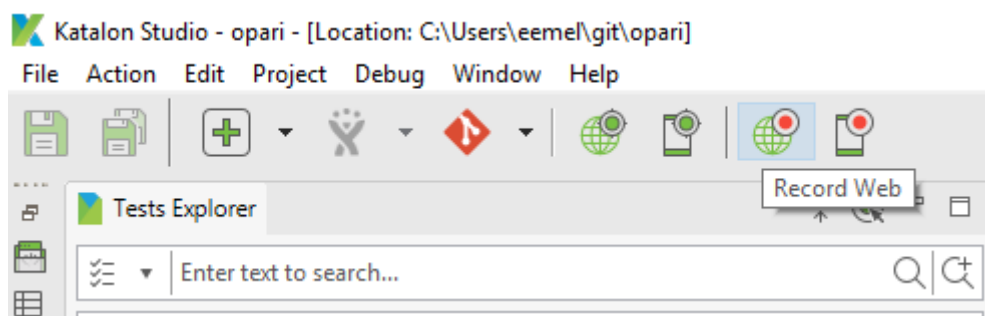 Katalon Studio - opari - [Location: C:\Users\eemel\git\opari]
File Action Edit Project Debug Window Help
Record Web
Tests Explorer
Enter text to search...